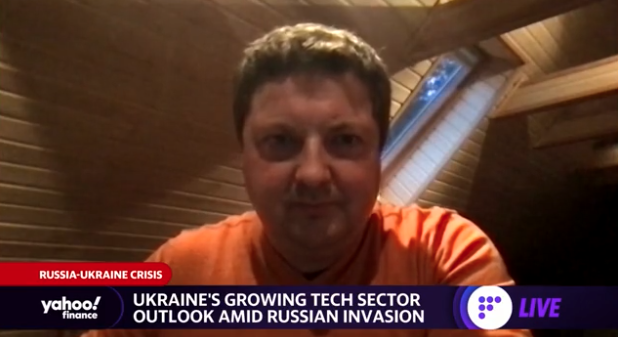 RUSSIA-UKRAINE CRISIS
yahoo!
finance
UKRAINE'S GROWING TECH SECTOR
OUTLOOK AMID RUSSIAN INVASION
LIVE